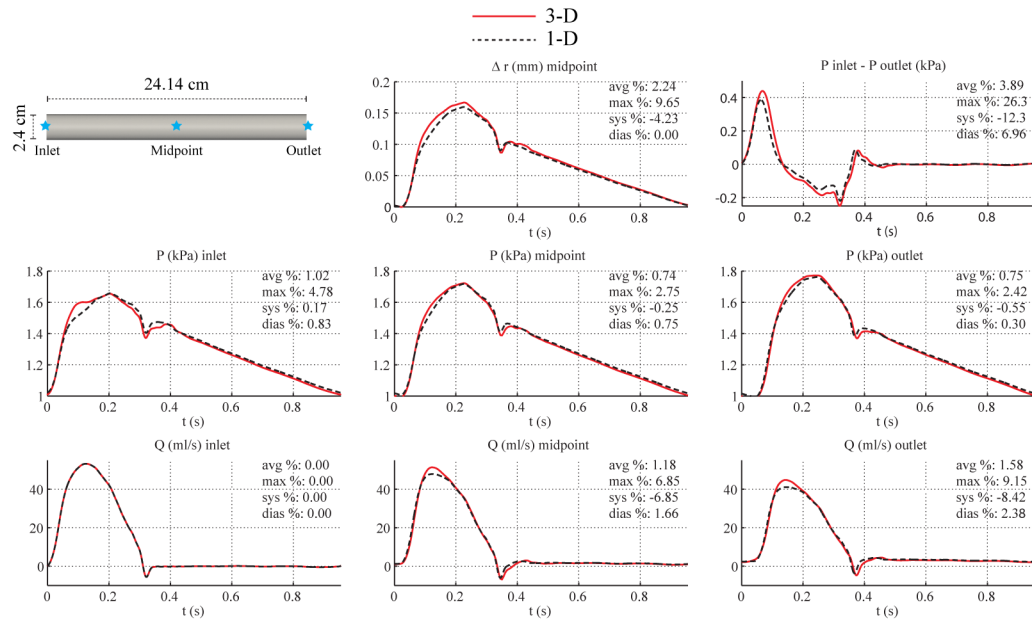 3-D
1-D
24.14 cm
2.4 cm
Inlet
Midpoint
Outlet
Δ r (mm) midpoint
avg %: 2.24
max %: 9.65
sys %: -4.23
dias %: 0.00
0.2
0.15
0.1
0.05
0
0 0.2 0.4 0.6 0.8
t (s)
P inlet - P outlet (kPa)
avg %: 3.89
max %: 26.3
sys %: -12.3
dias %: 6.96
0.4
0.2
0
-0.2
0 0.2 0.4 0.6 0.8
t (s)
P (kPa) inlet
avg %: 1.02
max %: 4.78
sys %: 0.17
dias %: 0.83
1.8
1.6
1.4
1.2
1
0 0.2 0.4 0.6 0.8
t (s)
P (kPa) midpoint
avg %: 0.74
max %: 2.75
sys %: -0.25
dias %: 0.75
1.8
1.6
1.4
1.2
1
0 0.2 0.4 0.6 0.8
t (s)
P (kPa) outlet
avg %: 0.75
max %: 2.42
sys %: -0.55
dias %: 0.30
1.8
1.6
1.4
1.2
1
0 0.2 0.4 0.6 0.8
t (s)
Q (ml/s) inlet
avg %: 0.00
max %: 0.00
sys %: 0.00
dias %: 0.00
40
20
0
0 0.2 0.4 0.6 0.8
t (s)
Q (ml/s) midpoint
avg %: 1.18
max %: 6.85
sys %: -6.85
dias %: 1.66
40
20
0
0 0.2 0.4 0.6 0.8
t (s)
Q (ml/s) outlet
avg %: 1.58
max %: 9.15
sys %: -8.42
dias %: 2.38
40
20
0
0 0.2 0.4 0.6 0.8
t (s)